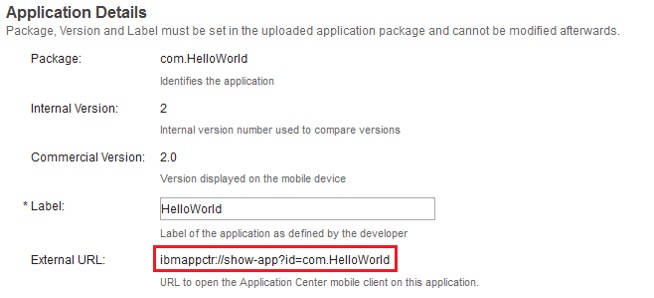 Application Details
Package, Version and Label must be set in the uploaded application package and cannot be modified afterwards.
Package: com.HelloWorld
Identifies the application
Internal Version: 2
Internal version number used to compare versions
Commercial Version: 2.0
Version displayed on the mobile device
* Label: HelloWorld
Label of the application as defined by the developer
External URL: ibmappctr://show-app?id=com.HelloWorld
URL to open the Application Center mobile client on this application.